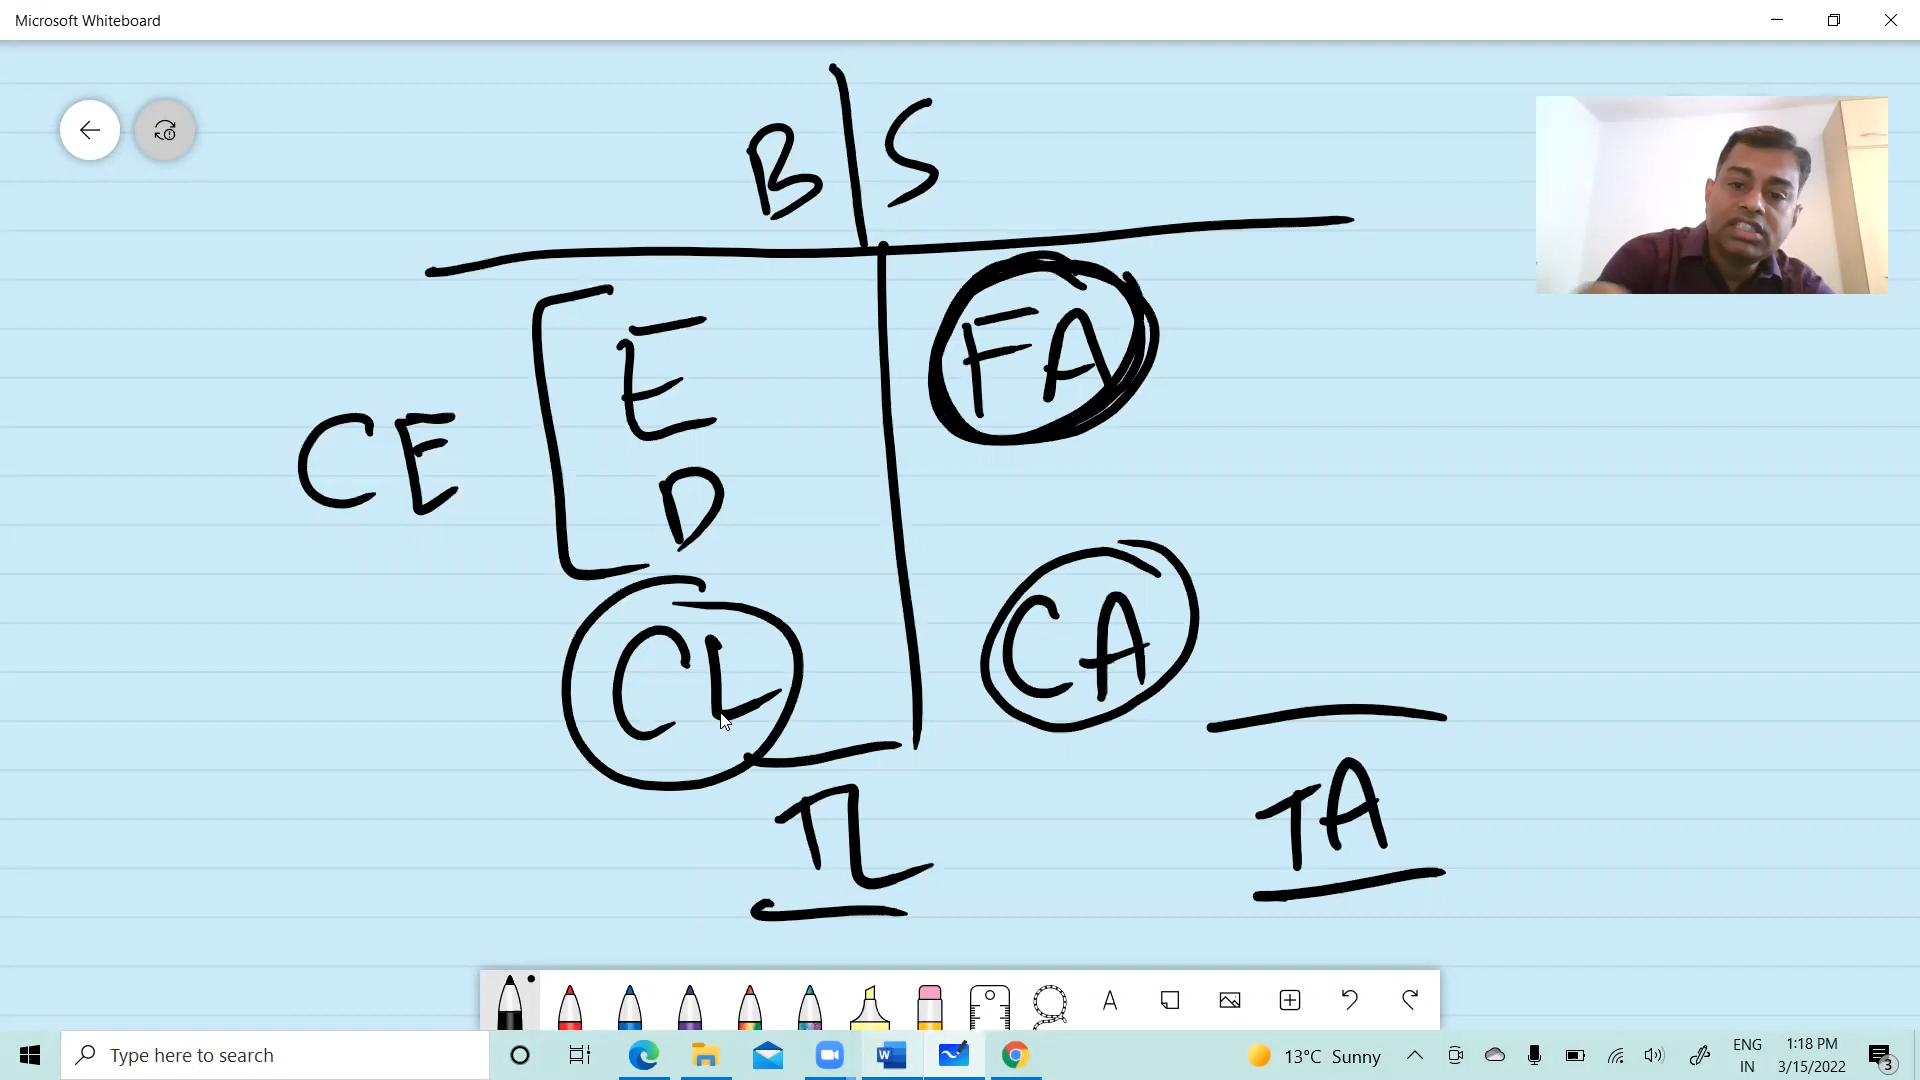 Microsoft Whiteboard
B S
E
FA
CE
D
CL
CA
TL
TA
A
Type here to search
W
13°C Sunny
ENG
IN
1:18 PM
3/15/2022
3